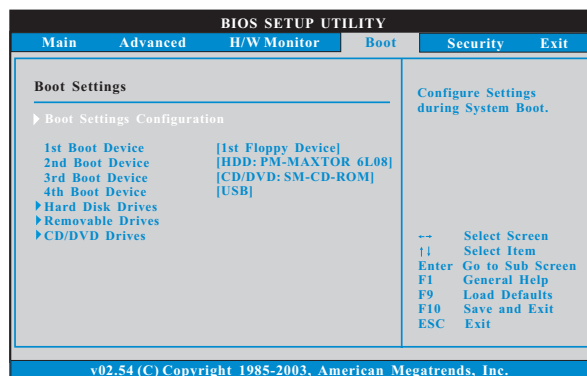 BIOS SETUP UTILITY
Main Advanced H/W Monitor Boot Security Exit
Boot Settings
Boot Settings Configuration
1st Boot Device [1st Floppy Device]
2nd Boot Device [HDD: PM-MAXTOR 6L08]
3rd Boot Device [CD/DVD: SM-CD-ROM]
4th Boot Device [USB]
Hard Disk Drives
Removable Drives
CD/DVD Drives
Configure Settings
during System Boot.
←→ Select Screen
↑↓ Select Item
Enter Go to Sub Screen
F1 General Help
F9 Load Defaults
F10 Save and Exit
ESC Exit
v02.54 (C) Copyright 1985-2003, American Megatrends, Inc.